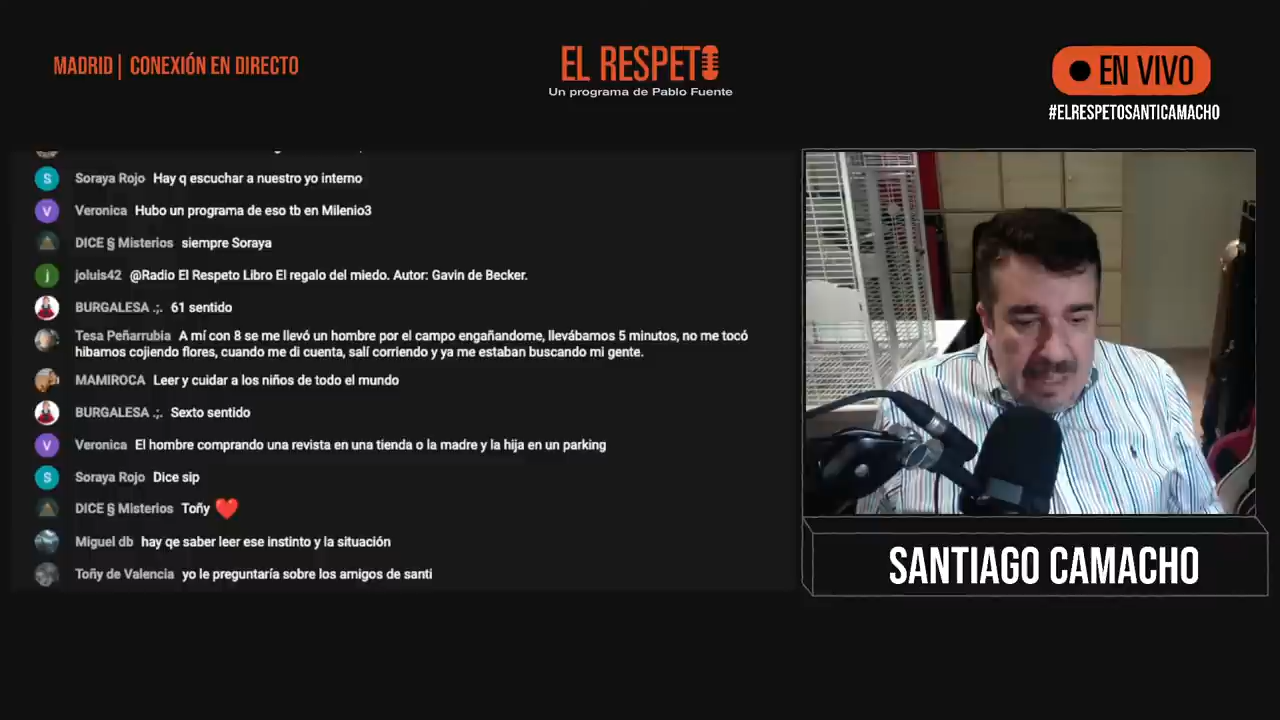 MADRID | CONEXIÓN EN DIRECTO
EL RESPETO
Un programa de Pablo Fuente
EN VIVO
#ELRESPETOSANTICAMACHO
S Soraya Rojo Hay q escuchar a nuestro yo interno
V Veronica Hubo un programa de eso tb en Milenio3
DICE § Misterios siempre Soraya
j joluis42 @Radio El Respeto Libro El regalo del miedo. Autor: Gavin de Becker.
BURGALESA .;. 61 sentido
Tesa Peñarrubia A mí con 8 se me llevó un hombre por el campo engañandome, llevábamos 5 minutos, no me tocó
hibamos cojiendo flores, cuando me di cuenta, salí corriendo y ya me estaban buscando mi gente.
MAMIROCA Leer y cuidar a los niños de todo el mundo
BURGALESA .;. Sexto sentido
V Veronica El hombre comprando una revista en una tienda o la madre y la hija en un parking
S Soraya Rojo Dice sip
DICE § Misterios Toñy ❤️
Miguel db hay qe saber leer ese instinto y la situación
Toñy de Valencia yo le preguntaría sobre los amigos de santi
SANTIAGO CAMACHO